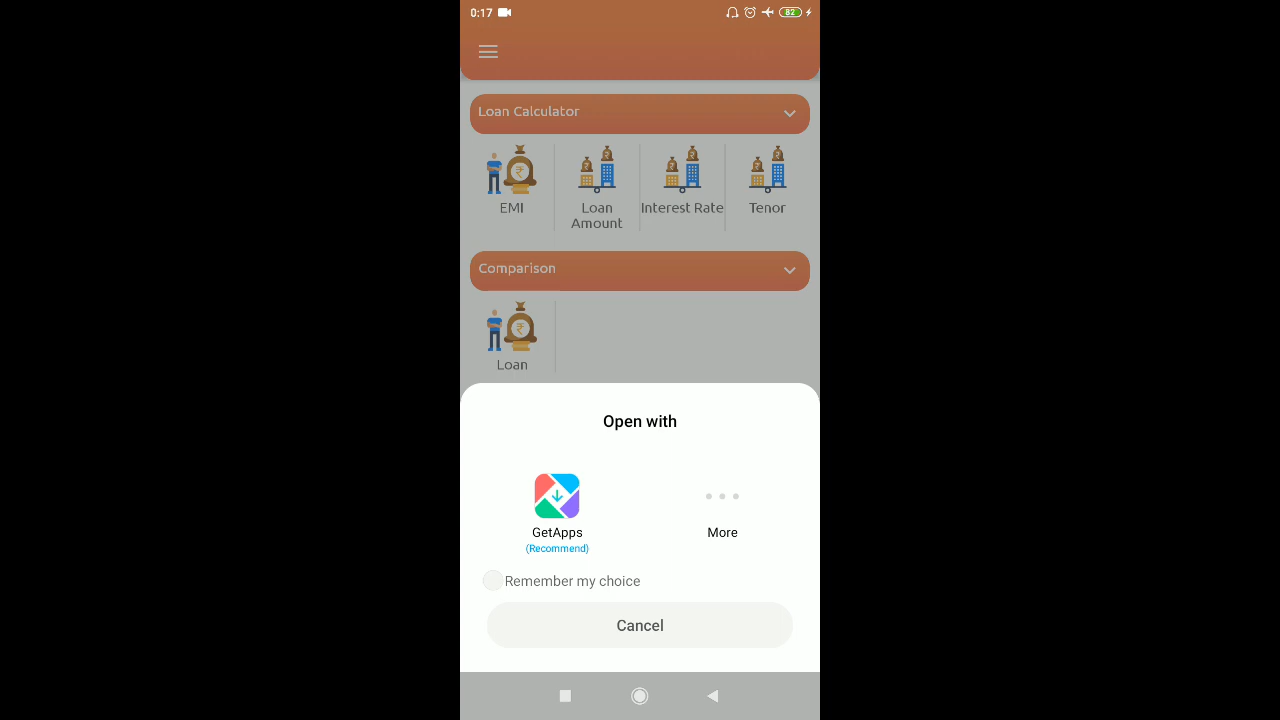 0:17
82
Loan Calculator
EMI
Loan
Amount
Interest Rate
Tenor
Comparison
Loan
Open with
GetApps
(Recommend)
More
Remember my choice
Cancel